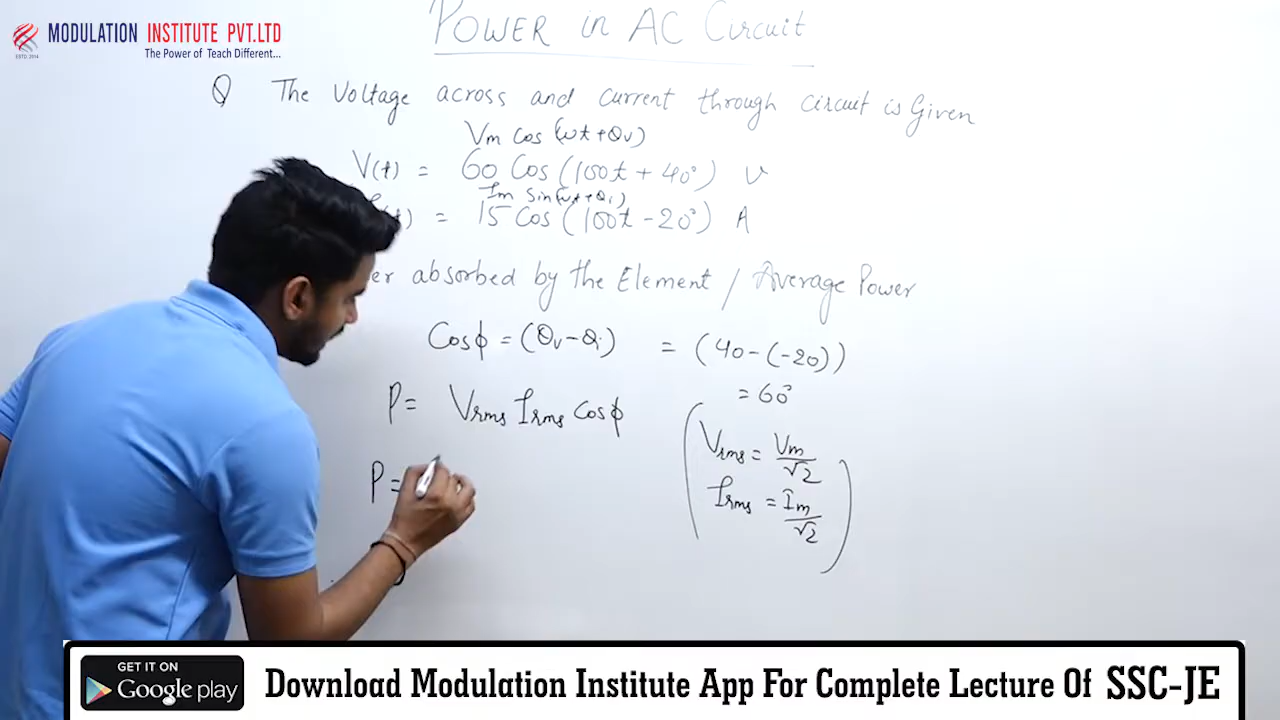 MODULATION INSTITUTE PVT.LTD
The Power of Teach Different...
ESTD. 2014
POWER in AC Circuit
Q The Voltage across and current through circuit is Given
Vm Cos (ωt + θv)
V(t) = 60 Cos (100t + 40°) v
Im Sin(ωt + θi)
(t) = 15 Cos (100t - 20°) A
er absorbed by the Element / Average Power
Cosϕ = (θv - θi) = (40 - (-20))
= 60°
P = Vrms Irms Cosϕ
Vrms = Vm/√2
P =
Irms = Im/√2
GET IT ON
Google play
Download Modulation Institute App For Complete Lecture Of SSC-JE